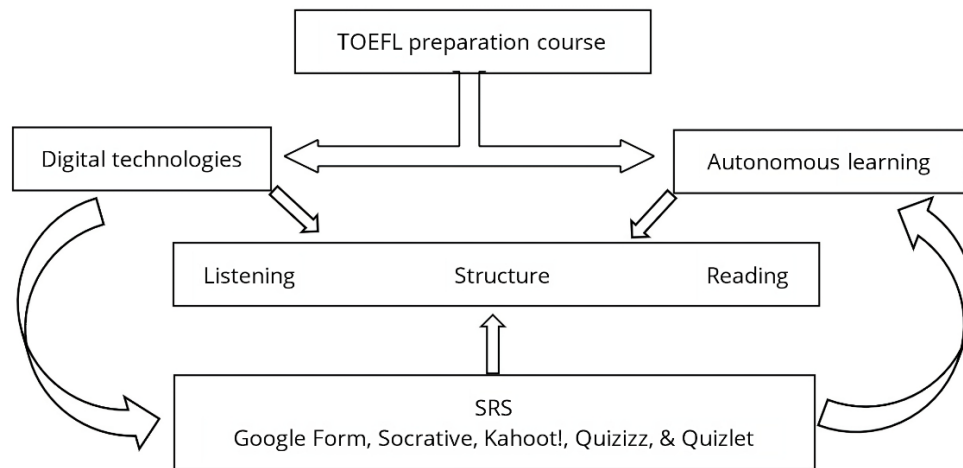 TOEFL preparation course
Digital technologies
Autonomous learning
Listening Structure Reading
SRS
Google Form, Socrative, Kahoot!, Quizizz, & Quizlet